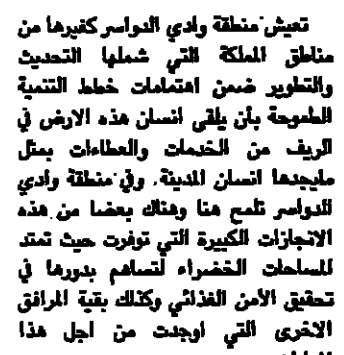 تعيش منطقة وادي الدواسر كغيرها من
مناطق المملكة التي شملها التحديث
والتطوير ضمن اهتمامات خطط التنمية
الطموحة بأن يلقى انسان هذه الارض في
الريف من الخدمات والعطاءات بمثل
مايجدها انسان المدينة. وفي منطقة وادي
الدواسر تلمح هنا وهناك بعضا من هذه
الانجازات الكبيرة التي توفرت حيث تمتد
المساحات الخضراء لتساهم بدورها في
تحقيق الأمن الغذائي وكذلك بقية المرافق
الاخرى التي اوجدت من اجل هذا